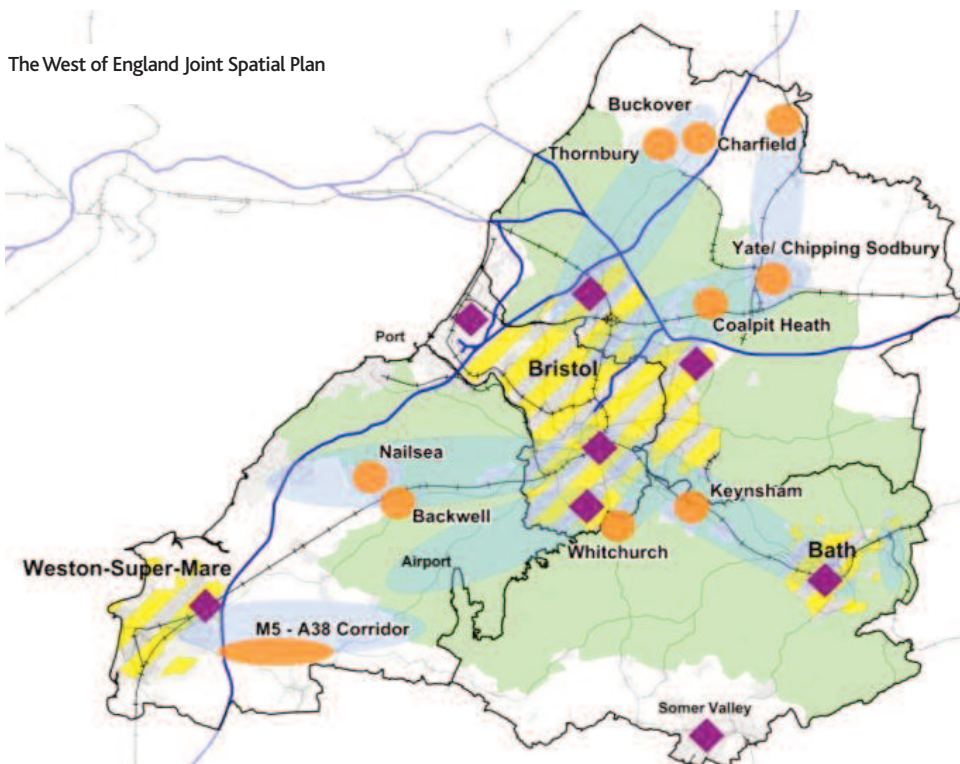 The West of England Joint Spatial Plan
Buckover
Thornbury
Charfield
Yate/ Chipping Sodbury
Coalpit Heath
Port
Bristol
Nailsea
Backwell
Keynsham
Whitchurch
Bath
Airport
Weston-Super-Mare
M5 - A38 Corridor
Somer Valley